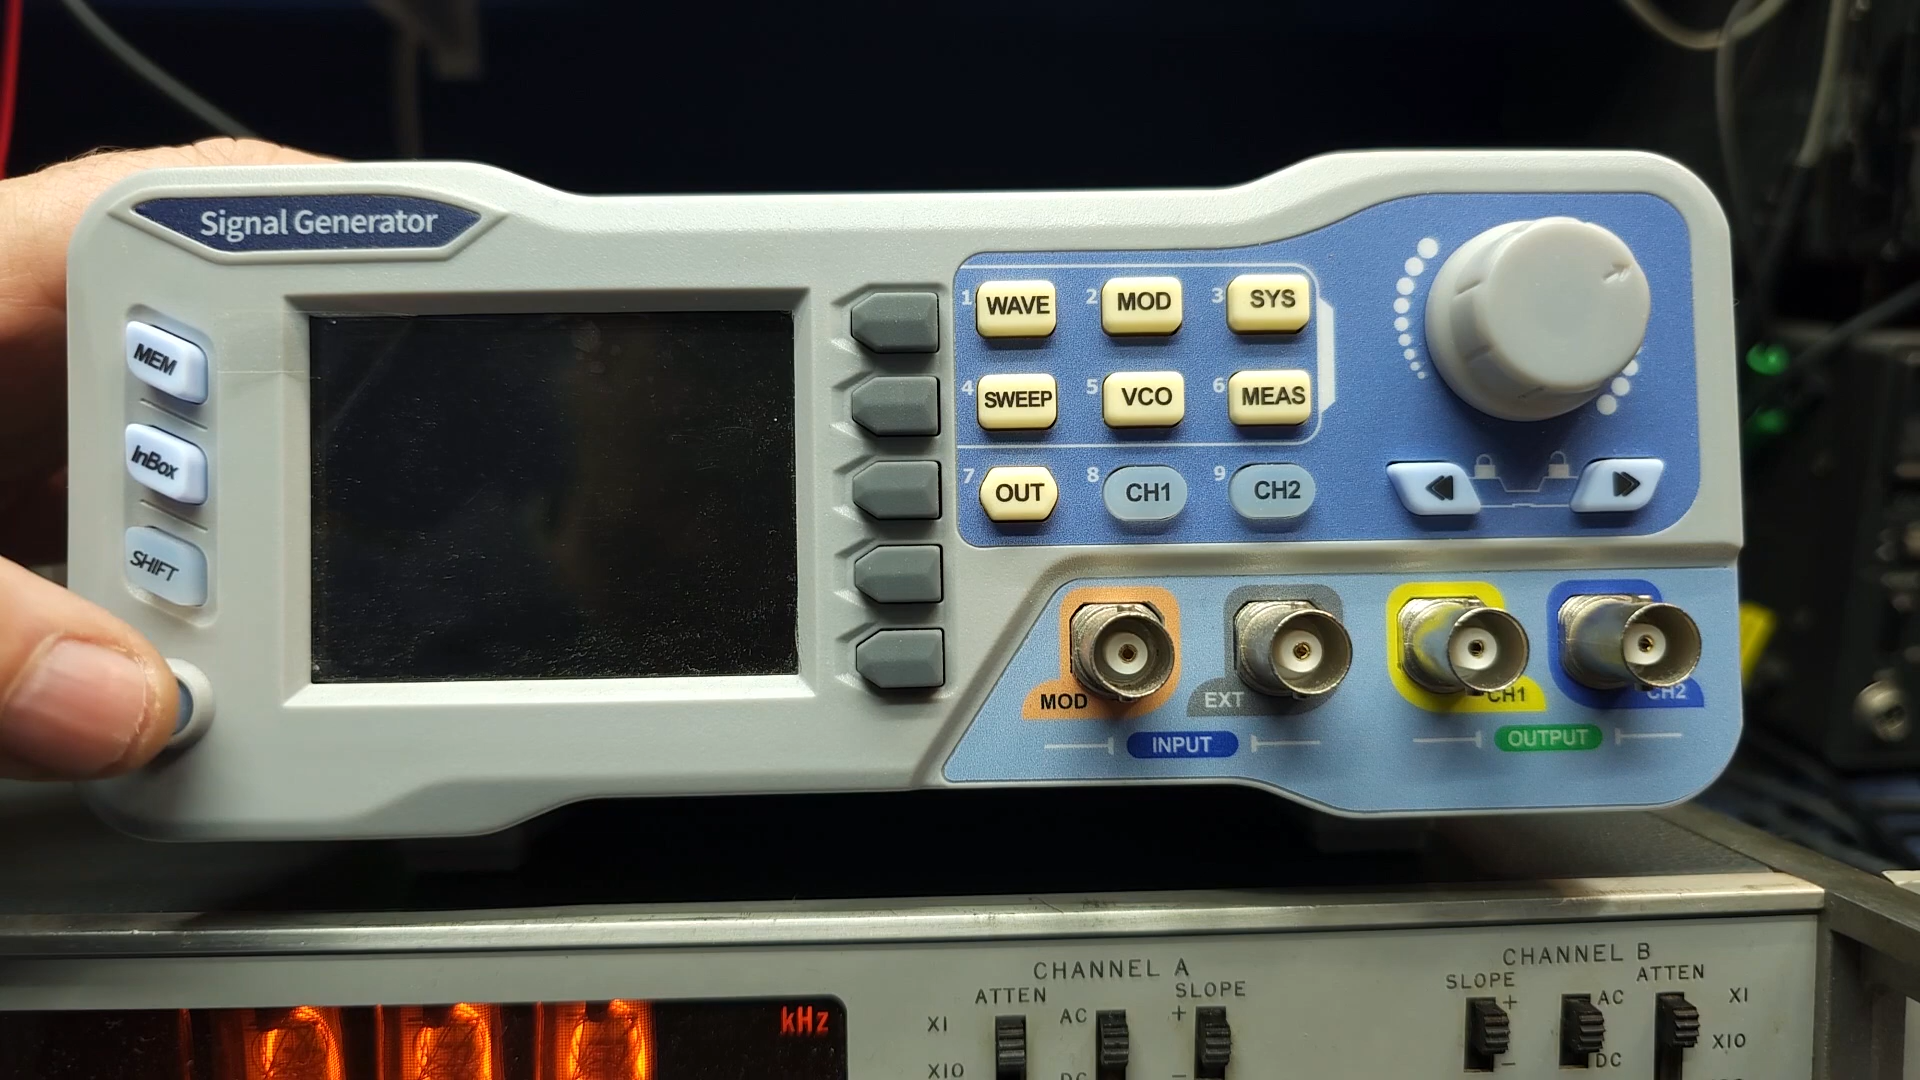 Signal Generator
MEM
InBox
SHIFT
1 WAVE 2 MOD 3 SYS
4 SWEEP 5 VCO 6 MEAS
7 OUT 8 CH1 9 CH2
MOD EXT CH1 CH2
INPUT OUTPUT
kHz
CHANNEL A
ATTEN SLOPE
X1 AC +
X10 DC -
CHANNEL B
SLOPE ATTEN
+ AC X1
- DC X10